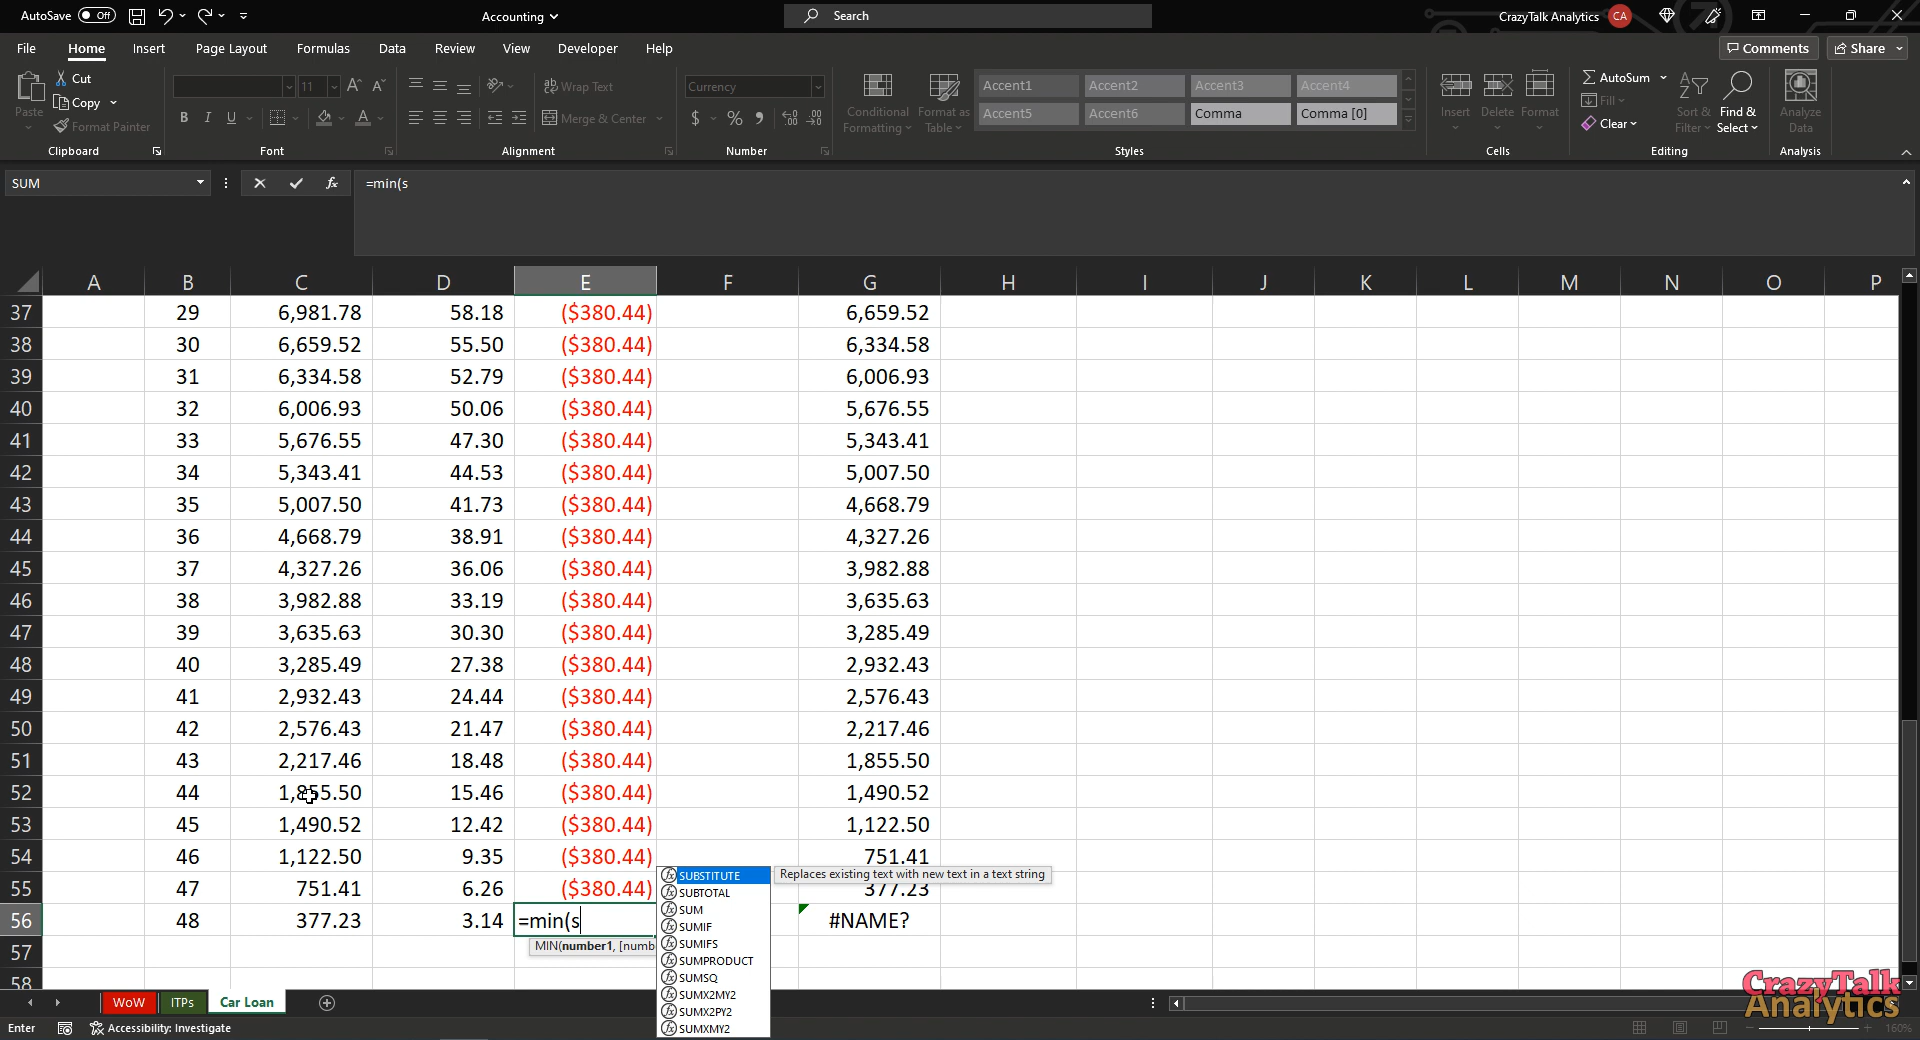 AutoSave Off Accounting Search CrazyTalk Analytics CA
File Home Insert Page Layout Formulas Data Review View Developer Help Comments Share
Paste
Cut
Copy
Format Painter
Clipboard
11
B I U
Font
Wrap Text
Merge & Center
Alignment
Currency
Number
Conditional Formatting
Format as Table
Accent1 Accent2 Accent3 Accent4
Accent5 Accent6 Comma Comma [0]
Styles
Insert Delete Format
Cells
AutoSum
Fill
Clear
Sort & Filter
Find & Select
Editing
Analyze Data
Analysis
SUM =min(s
A B C D E F G H I J K L M N O P
37 29 6,981.78 58.18 ($380.44) 6,659.52
38 30 6,659.52 55.50 ($380.44) 6,334.58
39 31 6,334.58 52.79 ($380.44) 6,006.93
40 32 6,006.93 50.06 ($380.44) 5,676.55
41 33 5,676.55 47.30 ($380.44) 5,343.41
42 34 5,343.41 44.53 ($380.44) 5,007.50
43 35 5,007.50 41.73 ($380.44) 4,668.79
44 36 4,668.79 38.91 ($380.44) 4,327.26
45 37 4,327.26 36.06 ($380.44) 3,982.88
46 38 3,982.88 33.19 ($380.44) 3,635.63
47 39 3,635.63 30.30 ($380.44) 3,285.49
48 40 3,285.49 27.38 ($380.44) 2,932.43
49 41 2,932.43 24.44 ($380.44) 2,576.43
50 42 2,576.43 21.47 ($380.44) 2,217.46
51 43 2,217.46 18.48 ($380.44) 1,855.50
52 44 1,855.50 15.46 ($380.44) 1,490.52
53 45 1,490.52 12.42 ($380.44) 1,122.50
54 46 1,122.50 9.35 ($380.44) 751.41
55 47 751.41 6.26 ($380.44) 377.23
56 48 377.23 3.14 =min(s #NAME?
57
58
MIN(number1, [numb
SUBSTITUTE Replaces existing text with new text in a text string
SUBTOTAL
SUM
SUMIF
SUMIFS
SUMPRODUCT
SUMSQ
SUMX2MY2
SUMX2PY2
SUMXMY2
WoW ITPs Car Loan
CrazyTalk
Analytics
Enter Accessibility: Investigate 160%